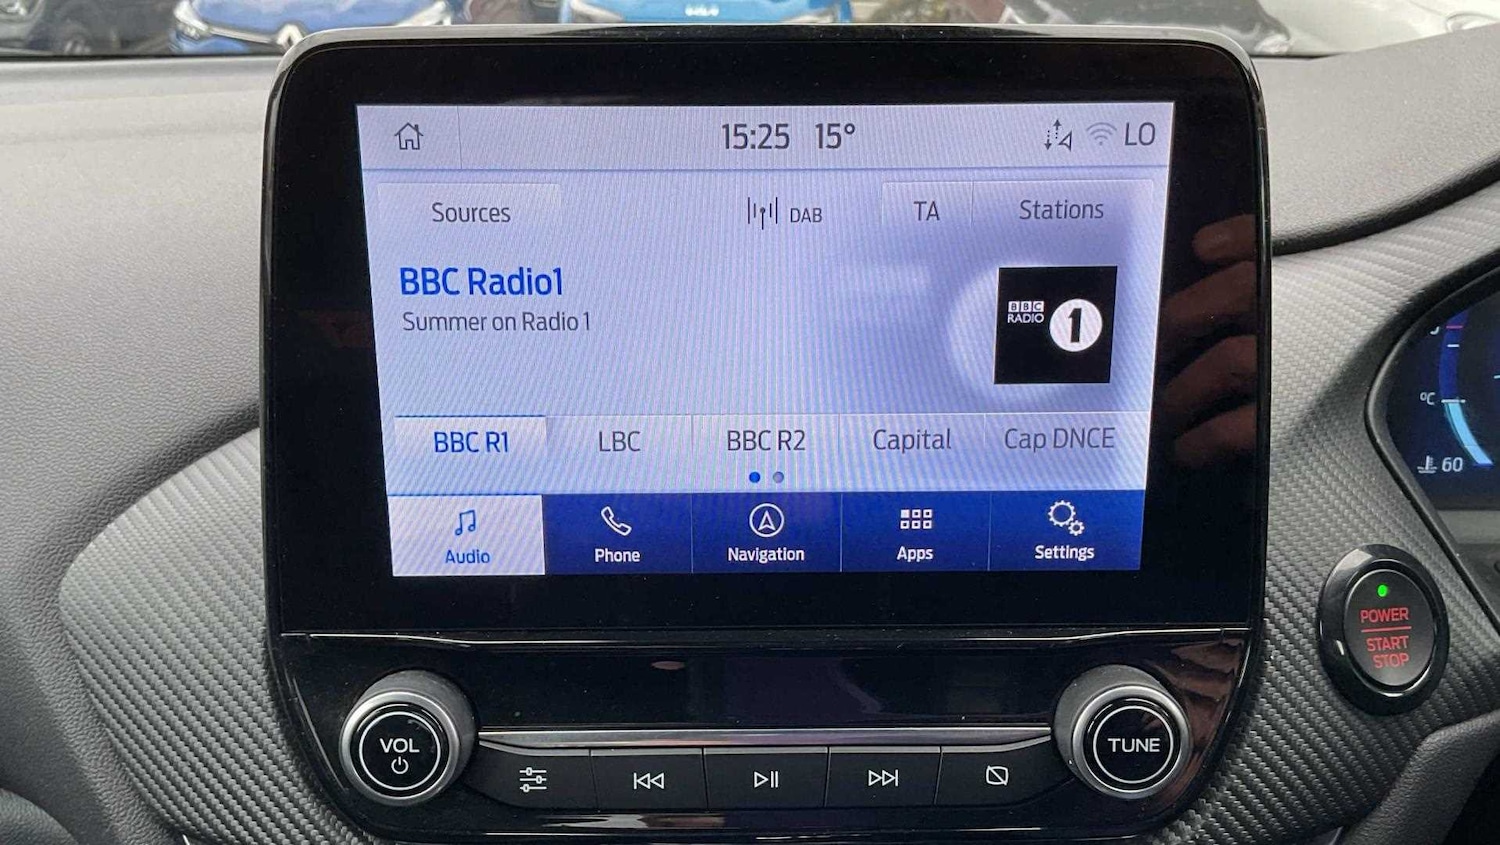 15:25 15° LO
Sources DAB TA Stations
BBC Radio1
Summer on Radio 1
BBC
RADIO
1
BBC R1 LBC BBC R2 Capital Cap DNCE
Audio Phone Navigation Apps Settings
°C
60
POWER
START
STOP
VOL
TUNE